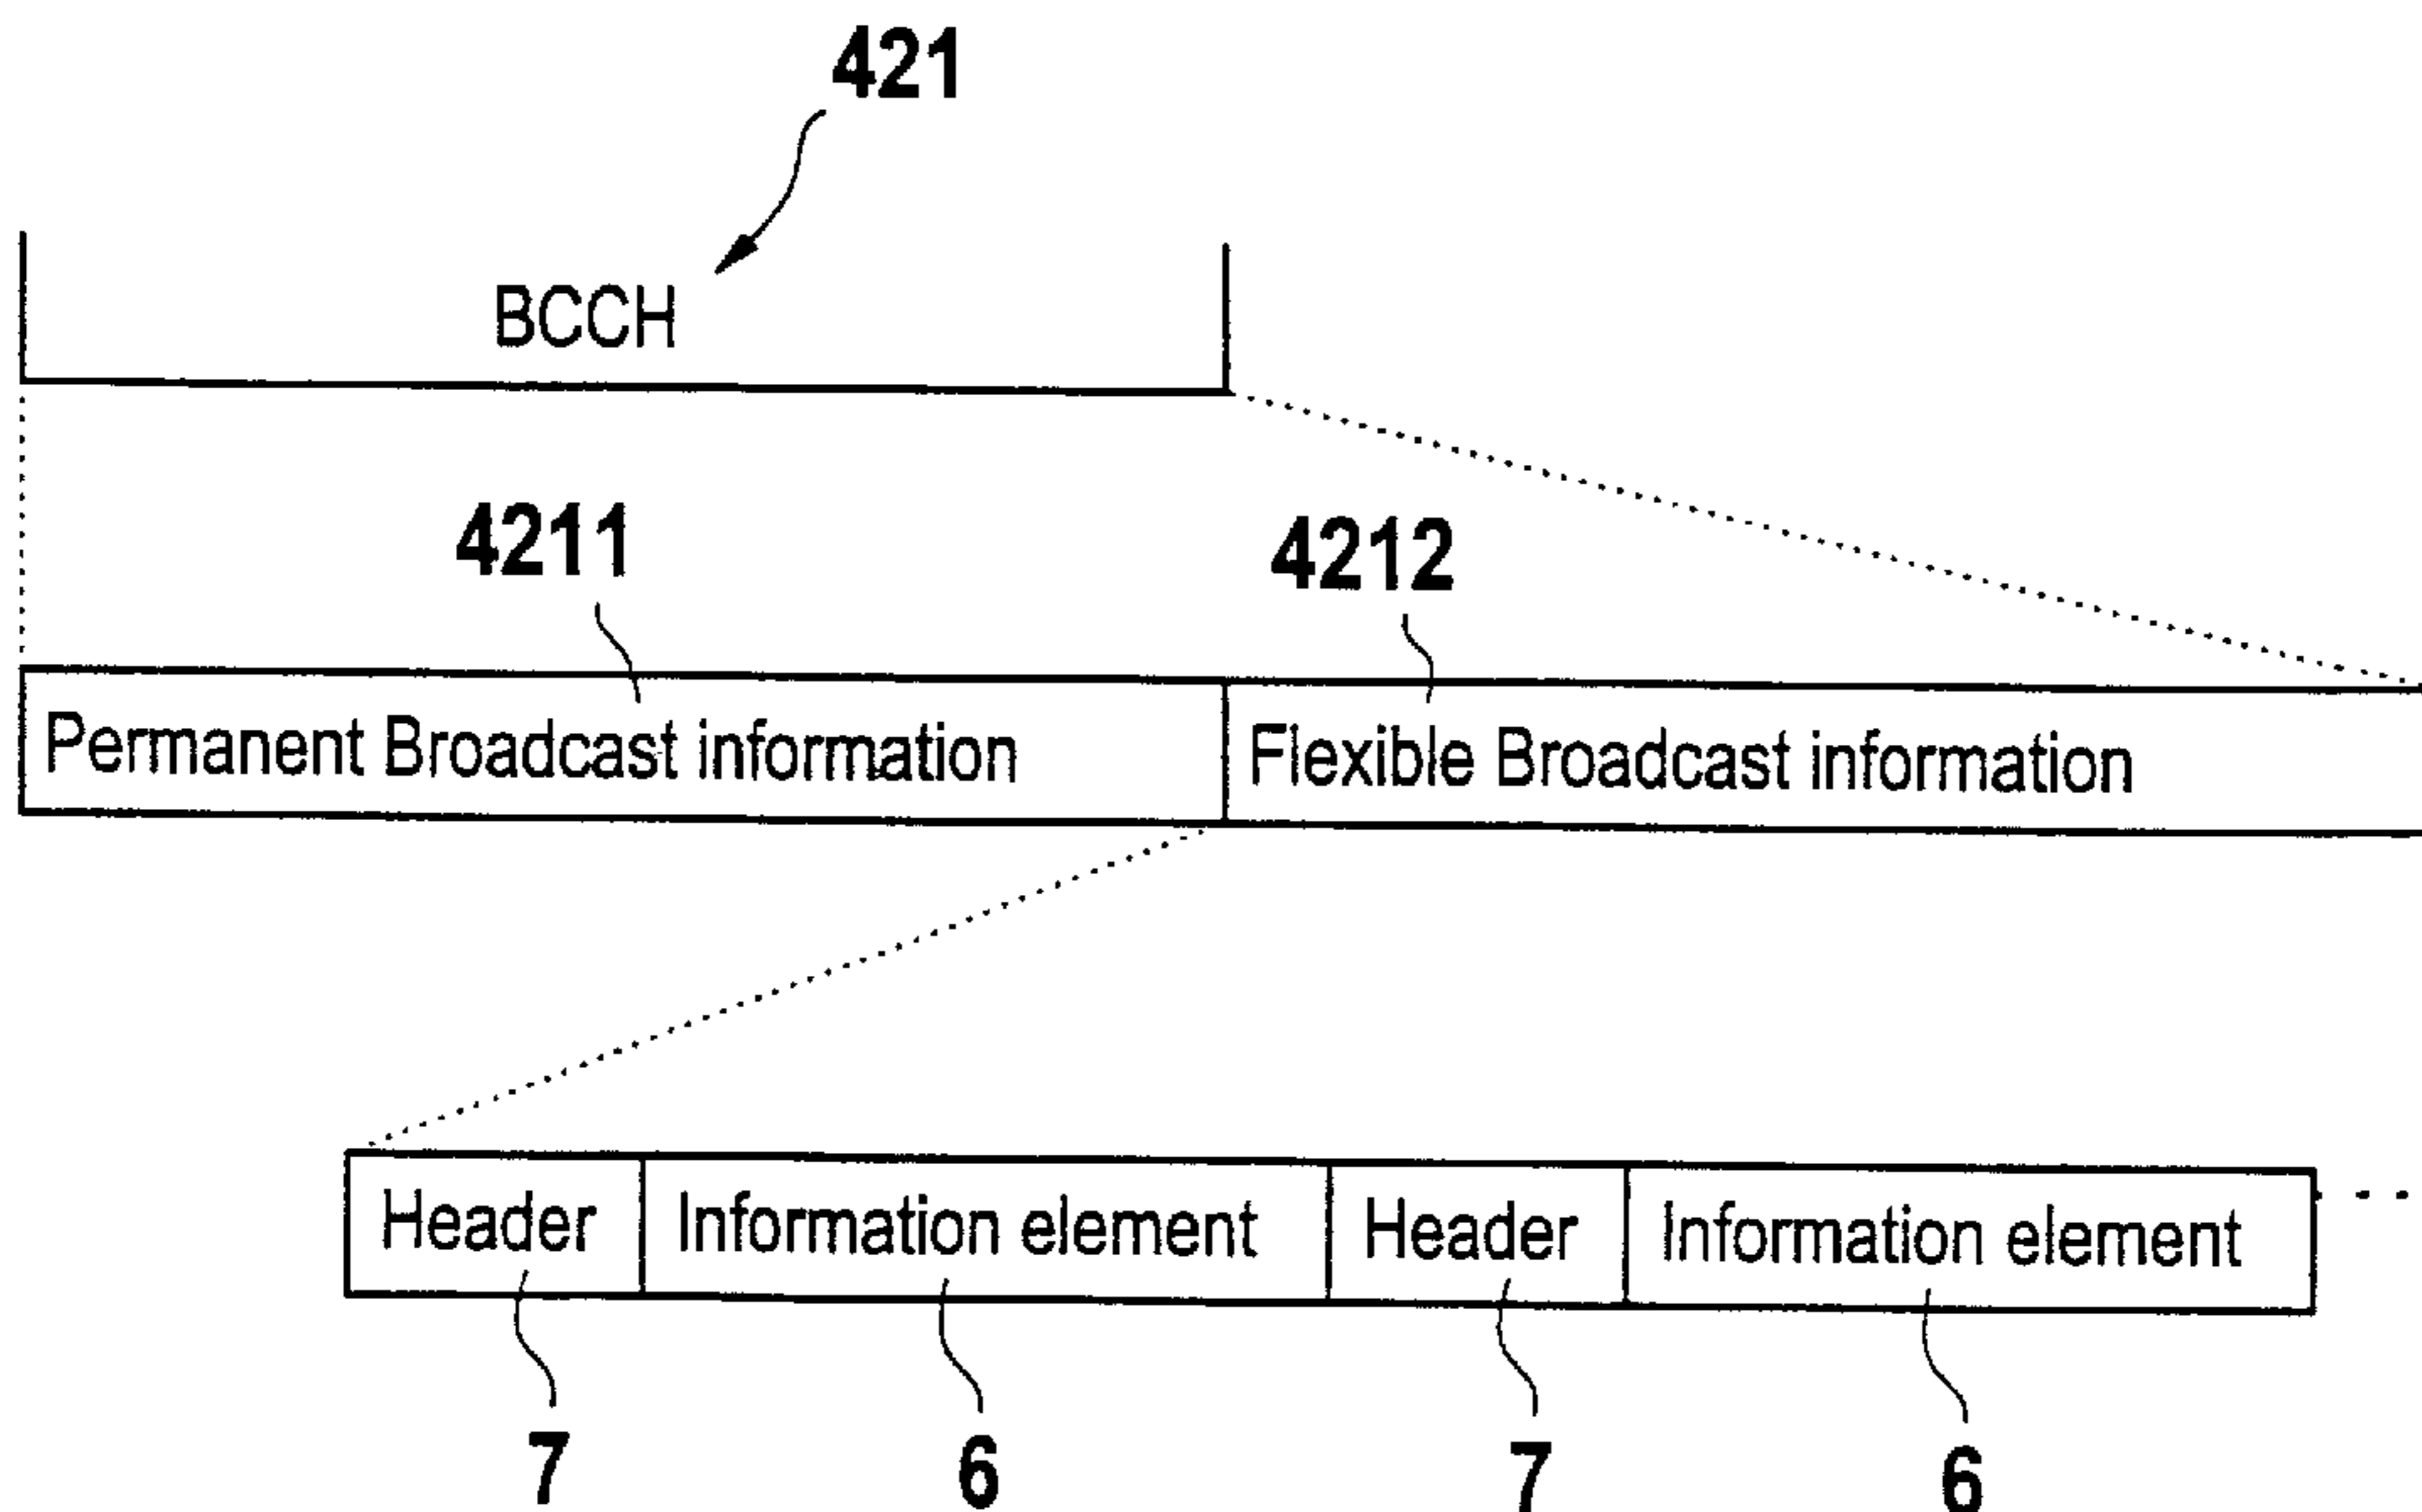 421
BCCH
4211 4212
Permanent Broadcast information Flexible Broadcast information
Header Information element Header Information element
7 6 7 6